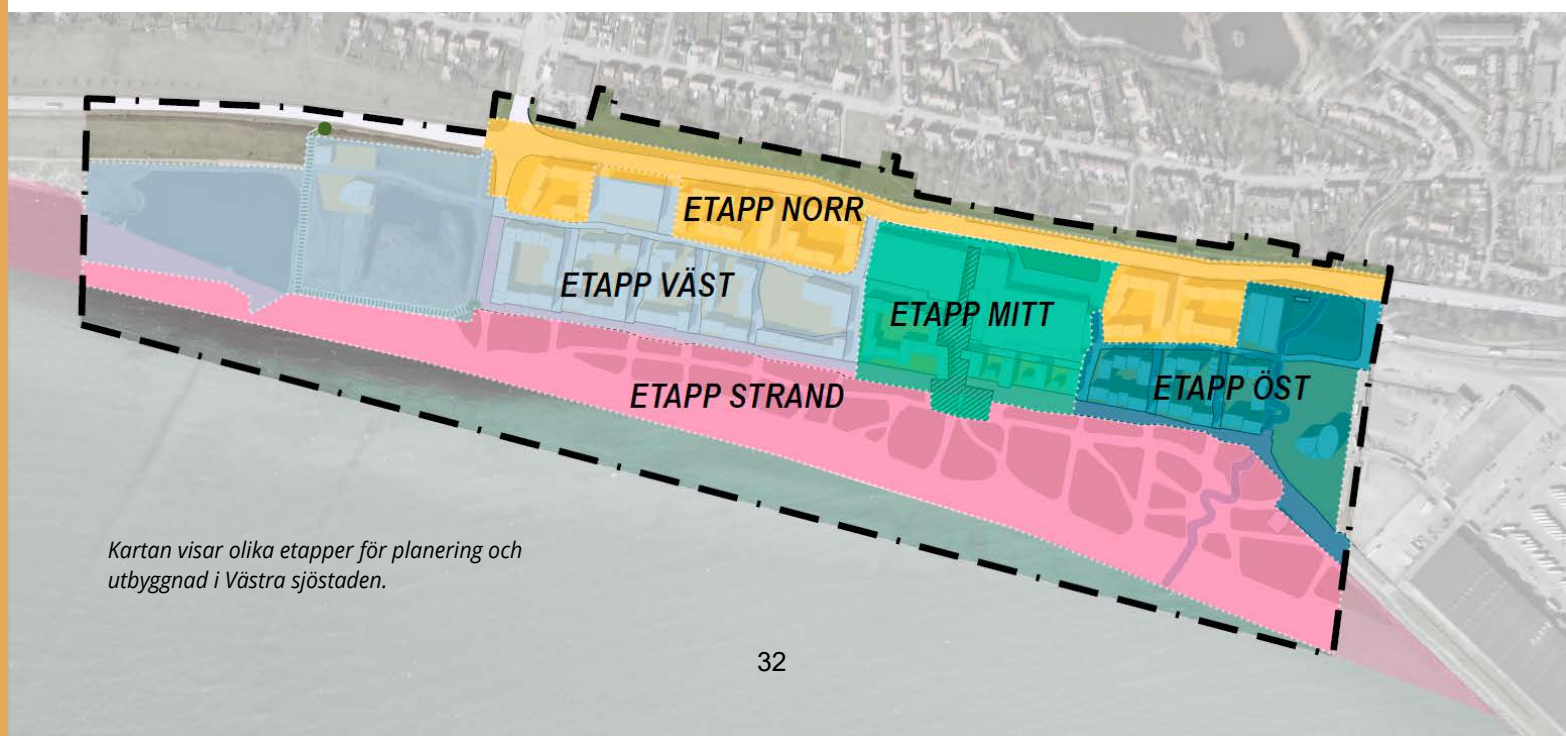 ETAPP NORR
ETAPP VÄST
ETAPP MITT
ETAPP STRAND
ETAPP ÖST
Kartan visar olika etapper för planering och
utbyggnad i Västra sjöstaden.
32